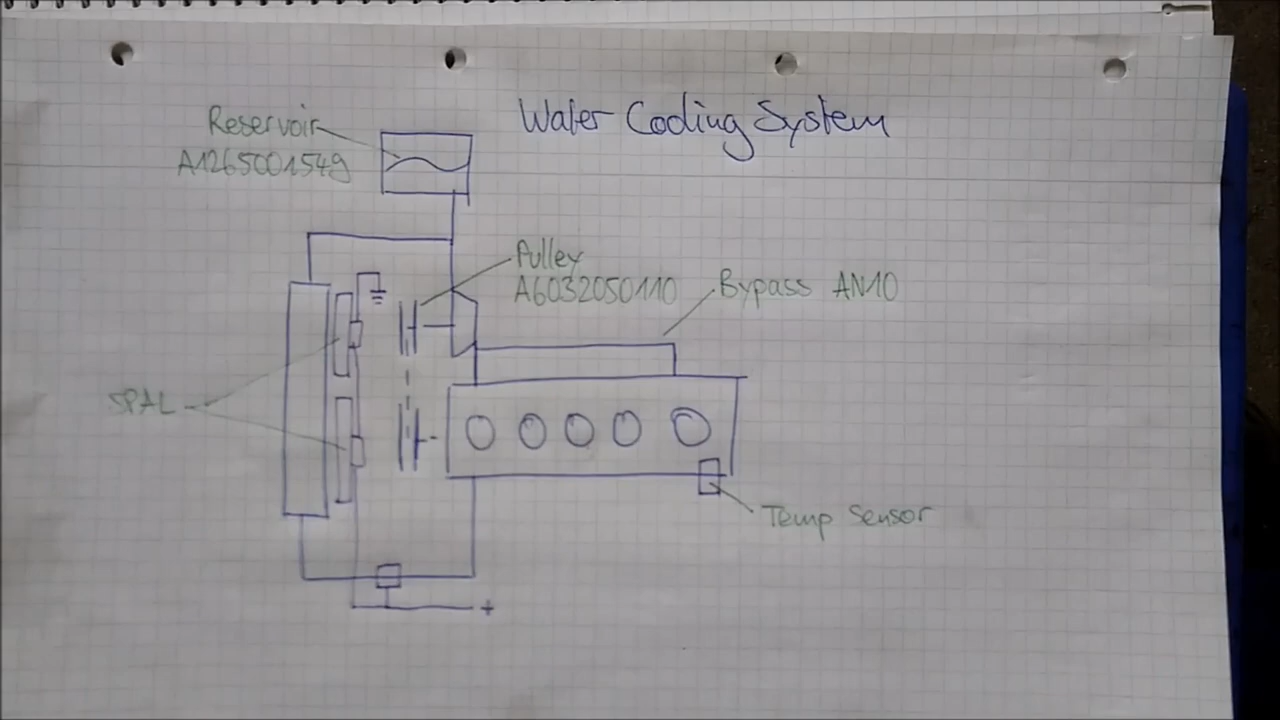 Water Cooling System
Reservoir
A1265001549
Pulley
A6032050110
Bypass AN10
SPAL
Temp Sensor
+